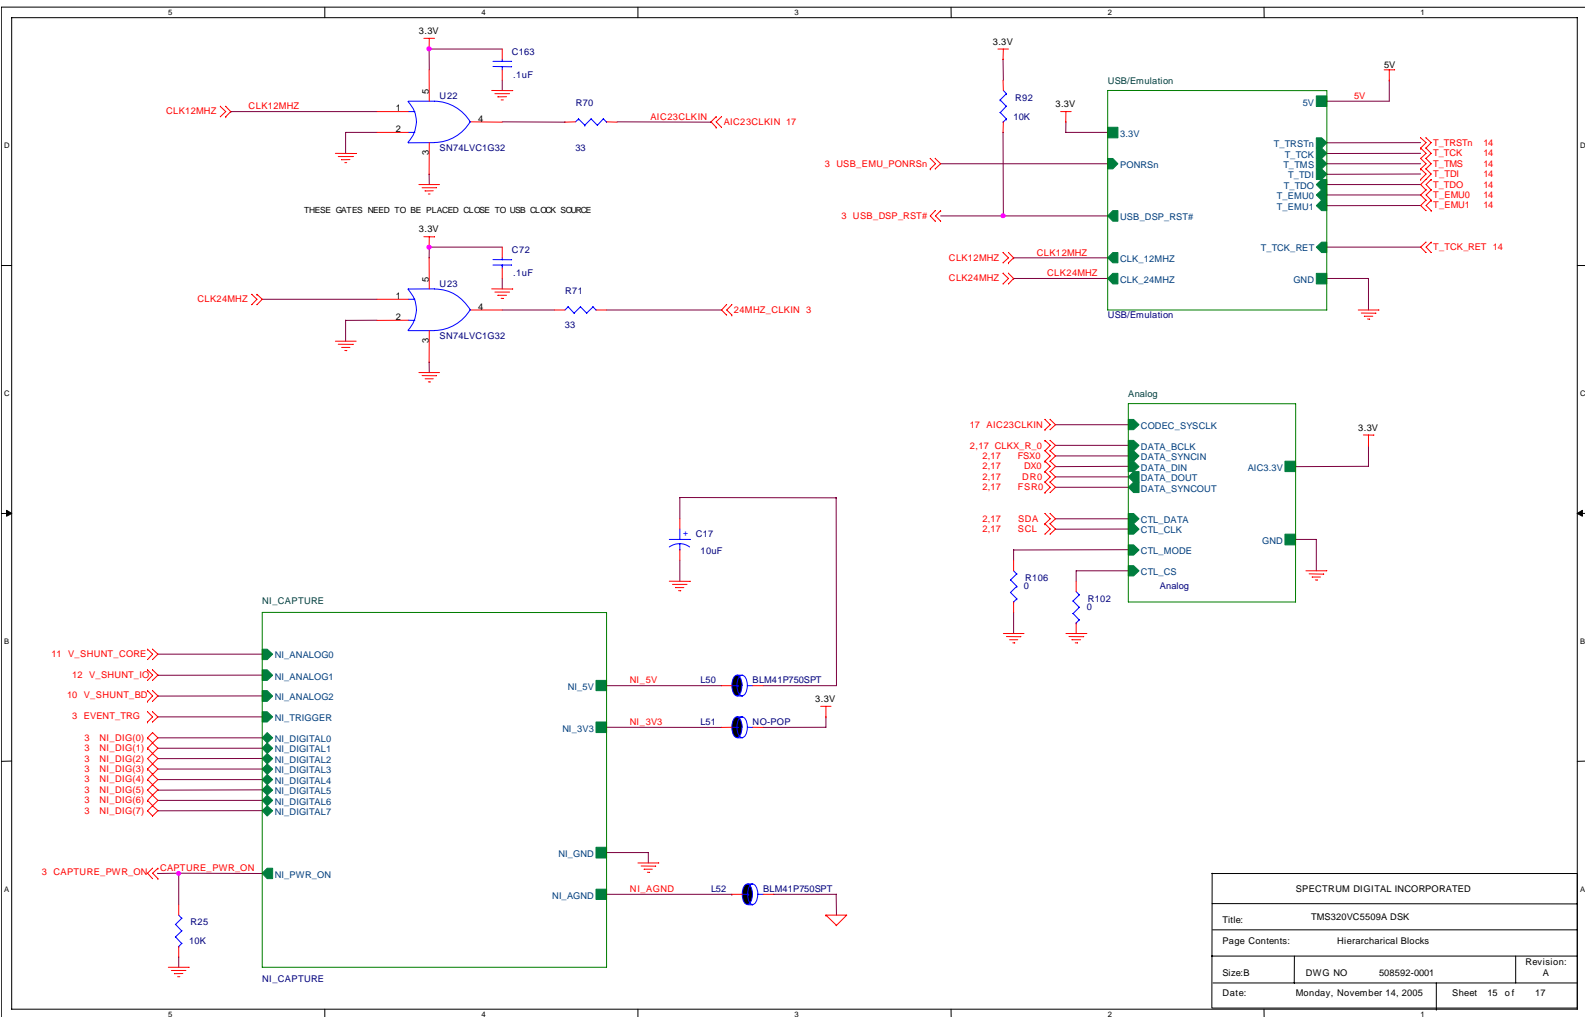 5 4 3 2 1
D
C
B
A
D
C
B
A
3.3V
C163
.1uF
CLK12MHZ CLK12MHZ
1
2
5
3
4
U22
SN74LVC1G32
R70
33
AIC23CLKIN AIC23CLKIN 17
THESE GATES NEED TO BE PLACED CLOSE TO USB CLOCK SOURCE
3.3V
C72
.1uF
CLK24MHZ
1
2
5
3
4
U23
SN74LVC1G32
R71
33
24MHZ_CLKIN 3
3.3V
R92
10K
3.3V
USB/Emulation
5V
5V
5V
3.3V
3 USB_EMU_PONRSn PONRSn
3 USB_DSP_RST# USB_DSP_RST#
CLK12MHZ CLK12MHZ CLK_12MHZ
CLK24MHZ CLK24MHZ CLK_24MHZ
T_TRSTn T_TRSTn 14
T_TCK T_TCK 14
T_TMS T_TMS 14
T_TDI T_TDI 14
T_TDO T_TDO 14
T_EMU0 T_EMU0 14
T_EMU1 T_EMU1 14
T_TCK_RET T_TCK_RET 14
GND
USB/Emulation
Analog
17 AIC23CLKIN CODEC_SYSCLK
2,17 CLKX_R_0 DATA_BCLK
2,17 FSX0 DATA_SYNCIN
2,17 DX0 DATA_DIN
2,17 DR0 DATA_DOUT
2,17 FSR0 DATA_SYNCOUT
2,17 SDA CTL_DATA
2,17 SCL CTL_CLK
CTL_MODE
CTL_CS
Analog
AIC3.3V
3.3V
GND
R106
0
R102
0
C17
+
10uF
NI_CAPTURE
11 V_SHUNT_CORE NI_ANALOG0
12 V_SHUNT_IO NI_ANALOG1
10 V_SHUNT_BD NI_ANALOG2
3 EVENT_TRG NI_TRIGGER
3 NI_DIG(0) NI_DIGITAL0
3 NI_DIG(1) NI_DIGITAL1
3 NI_DIG(2) NI_DIGITAL2
3 NI_DIG(3) NI_DIGITAL3
3 NI_DIG(4) NI_DIGITAL4
3 NI_DIG(5) NI_DIGITAL5
3 NI_DIG(6) NI_DIGITAL6
3 NI_DIG(7) NI_DIGITAL7
3 CAPTURE_PWR_ON CAPTURE_PWR_ON NI_PWR_ON
R25
10K
NI_5V NI_5V L50 BLM41P750SPT
3.3V
NI_3V3 NI_3V3 L51 NO-POP
NI_GND
NI_AGND NI_AGND L52 BLM41P750SPT
NI_CAPTURE
SPECTRUM DIGITAL INCORPORATED
Title: TMS320VC5509A DSK
Page Contents: Hierarcharical Blocks
Size:B DWG NO 508592-0001 Revision: A
Date: Monday, November 14, 2005 Sheet 15 of 17
5 4 3 2 1